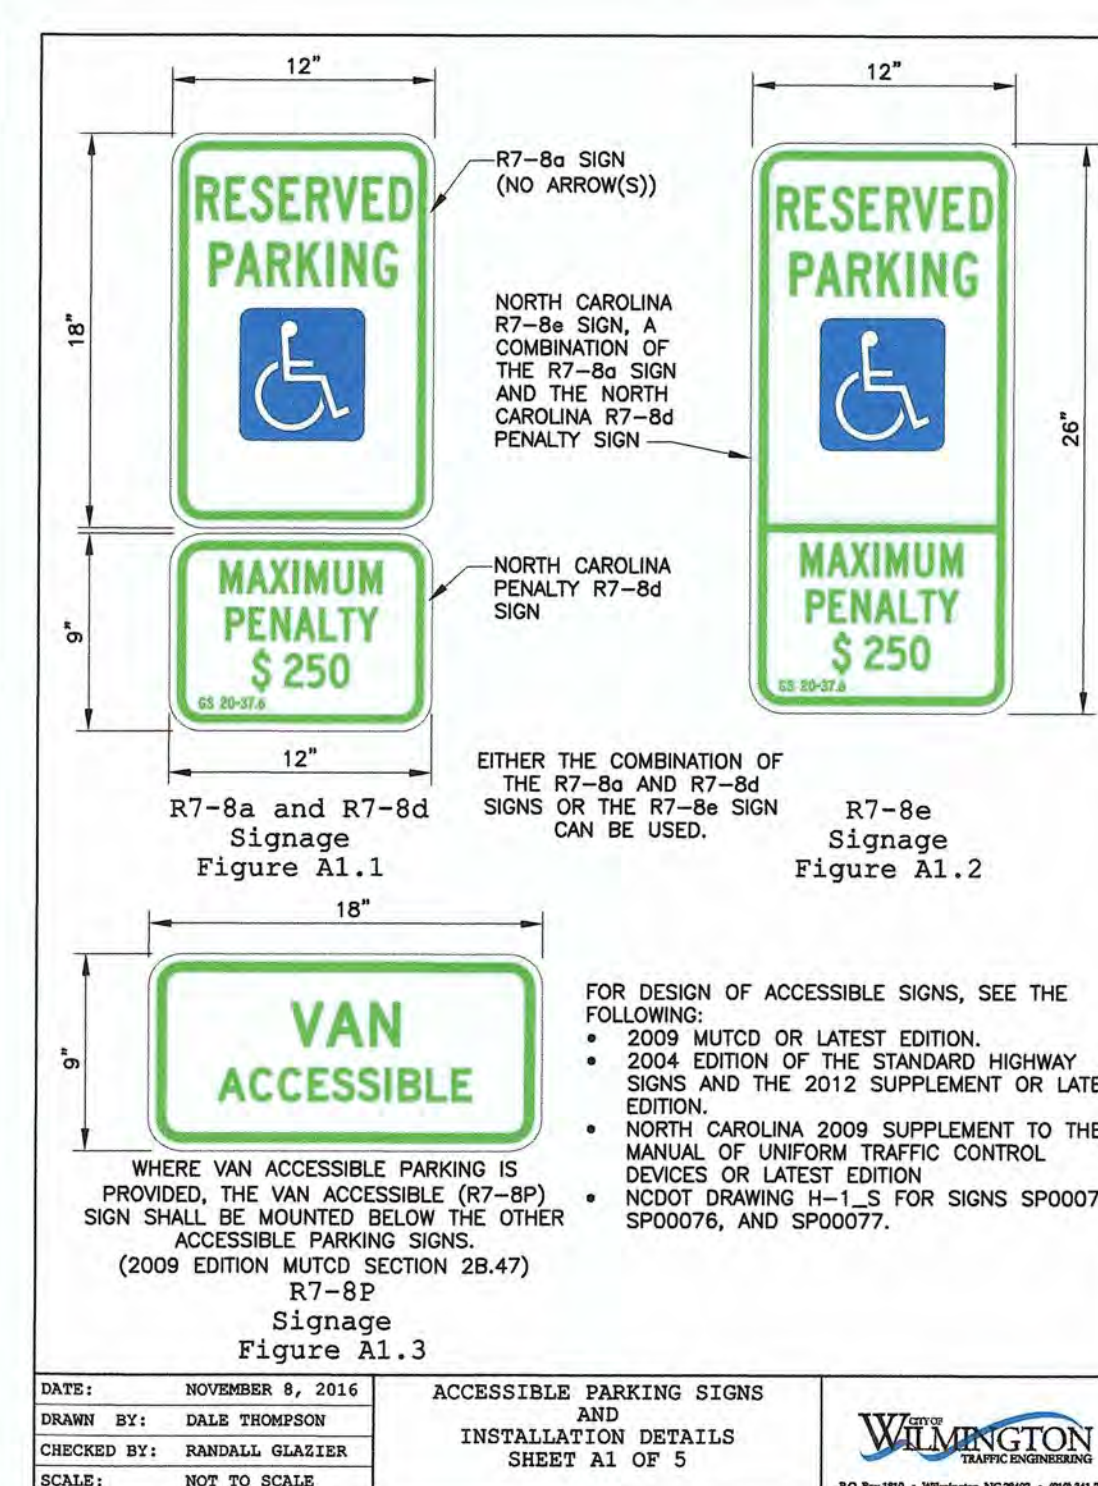 12"
RESERVED
PARKING
18"
R7-8a SIGN
(NO ARROW(S))
NORTH CAROLINA
R7-8e SIGN, A
COMBINATION OF
THE R7-8a SIGN
AND THE NORTH
CAROLINA R7-8d
PENALTY SIGN
12"
RESERVED
PARKING
26"
MAXIMUM
PENALTY
$ 250
GS 20-37.6
9"
12"
NORTH CAROLINA
PENALTY R7-8d
SIGN
MAXIMUM
PENALTY
$ 250
GS 20-37.6
R7-8a and R7-8d
Signage
Figure A1.1
EITHER THE COMBINATION OF
THE R7-8a AND R7-8d
SIGNS OR THE R7-8e SIGN
CAN BE USED.
R7-8e
Signage
Figure A1.2
18"
9"
VAN
ACCESSIBLE
WHERE VAN ACCESSIBLE PARKING IS
PROVIDED, THE VAN ACCESSIBLE (R7-8P)
SIGN SHALL BE MOUNTED BELOW THE OTHER
ACCESSIBLE PARKING SIGNS.
(2009 EDITION MUTCD SECTION 2B.47)
R7-8P
Signage
Figure A1.3
FOR DESIGN OF ACCESSIBLE SIGNS, SEE THE
FOLLOWING:
• 2009 MUTCD OR LATEST EDITION.
• 2004 EDITION OF THE STANDARD HIGHWAY
SIGNS AND THE 2012 SUPPLEMENT OR
EDITION.
• NORTH CAROLINA 2009 SUPPLEMENT TO THE
MANUAL OF UNIFORM TRAFFIC CONTROL
DEVICES OR LATEST EDITION
• NCDOT DRAWING H-1_S FOR SIGNS
SP00076, AND SP00077.
DATE: NOVEMBER 8, 2016
DRAWN BY: DALE THOMPSON
CHECKED BY: RANDALL GLAZIER
SCALE: NOT TO SCALE
ACCESSIBLE PARKING SIGNS
AND
INSTALLATION DETAILS
SHEET A1 OF 5
CITY OF
WILMINGTON
TRAFFIC ENGINEERING